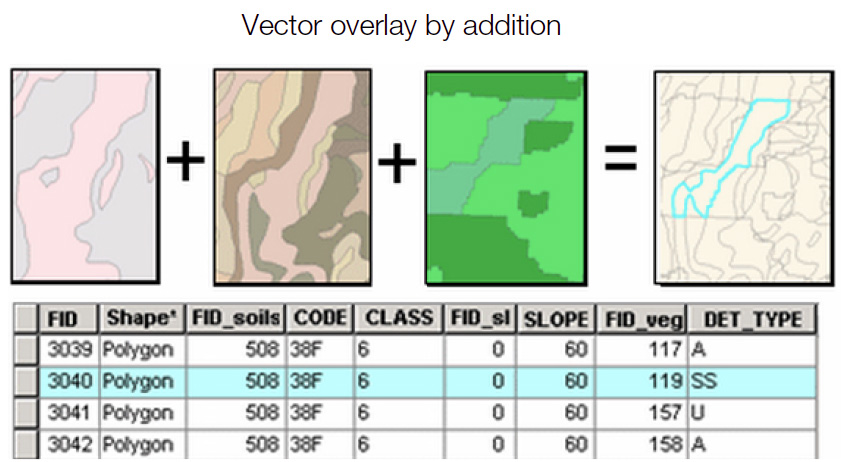 Vector overlay by addition
+ + =
FID Shape* FID_soils CODE CLASS FID_sl SLOPE FID_veg DET_TYPE
3039 Polygon 508 38F 6 0 60 117 A
3040 Polygon 508 38F 6 0 60 119 SS
3041 Polygon 508 38F 6 0 60 157 U
3042 Polygon 508 38F 6 0 60 158 A